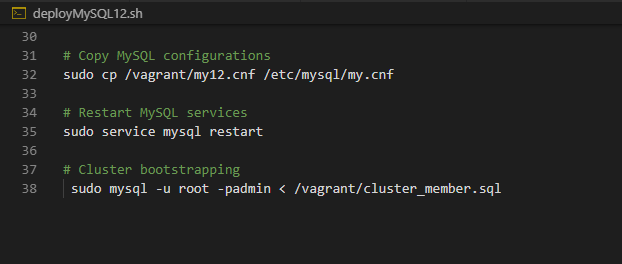 deployMySQL12.sh
30
31 # Copy MySQL configurations
32 sudo cp /vagrant/my12.cnf /etc/mysql/my.cnf
33
34 # Restart MySQL services
35 sudo service mysql restart
36
37 # Cluster bootstrapping
38 sudo mysql -u root -padmin < /vagrant/cluster_member.sql